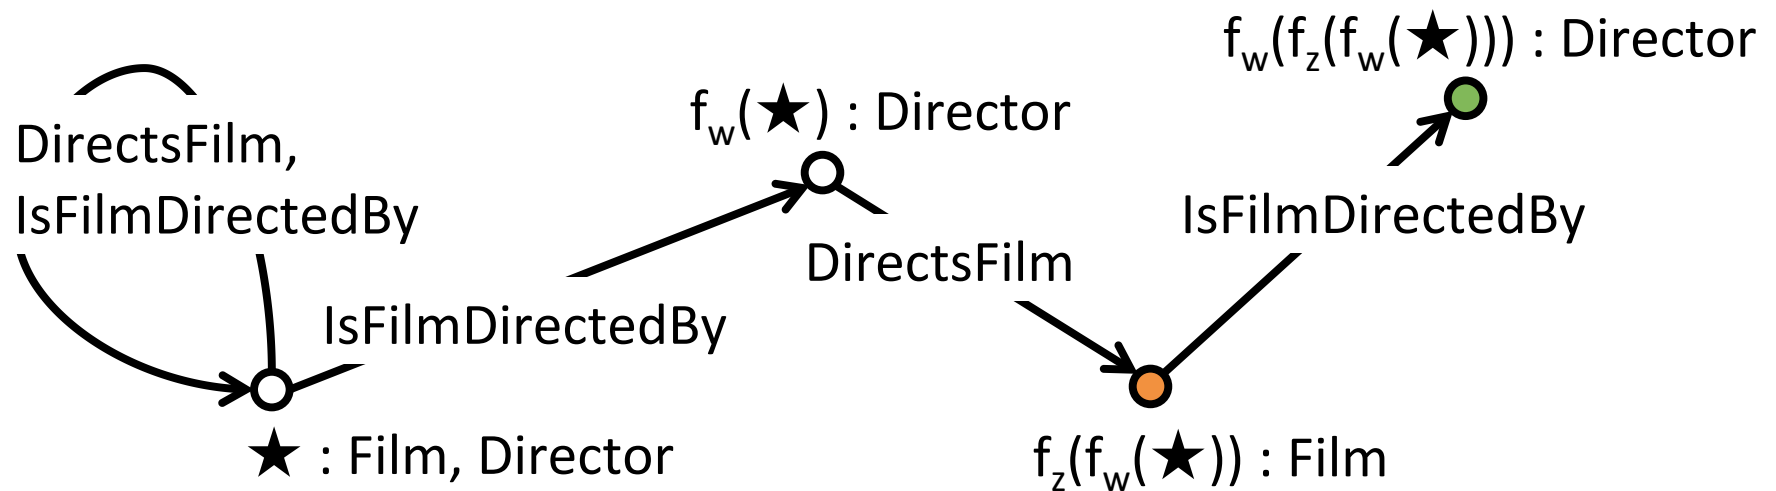 f_w(f_z(f_w(★))) : Director
f_w(★) : Director
DirectsFilm,
IsFilmDirectedBy
IsFilmDirectedBy
DirectsFilm
IsFilmDirectedBy
★ : Film, Director
f_z(f_w(★)) : Film